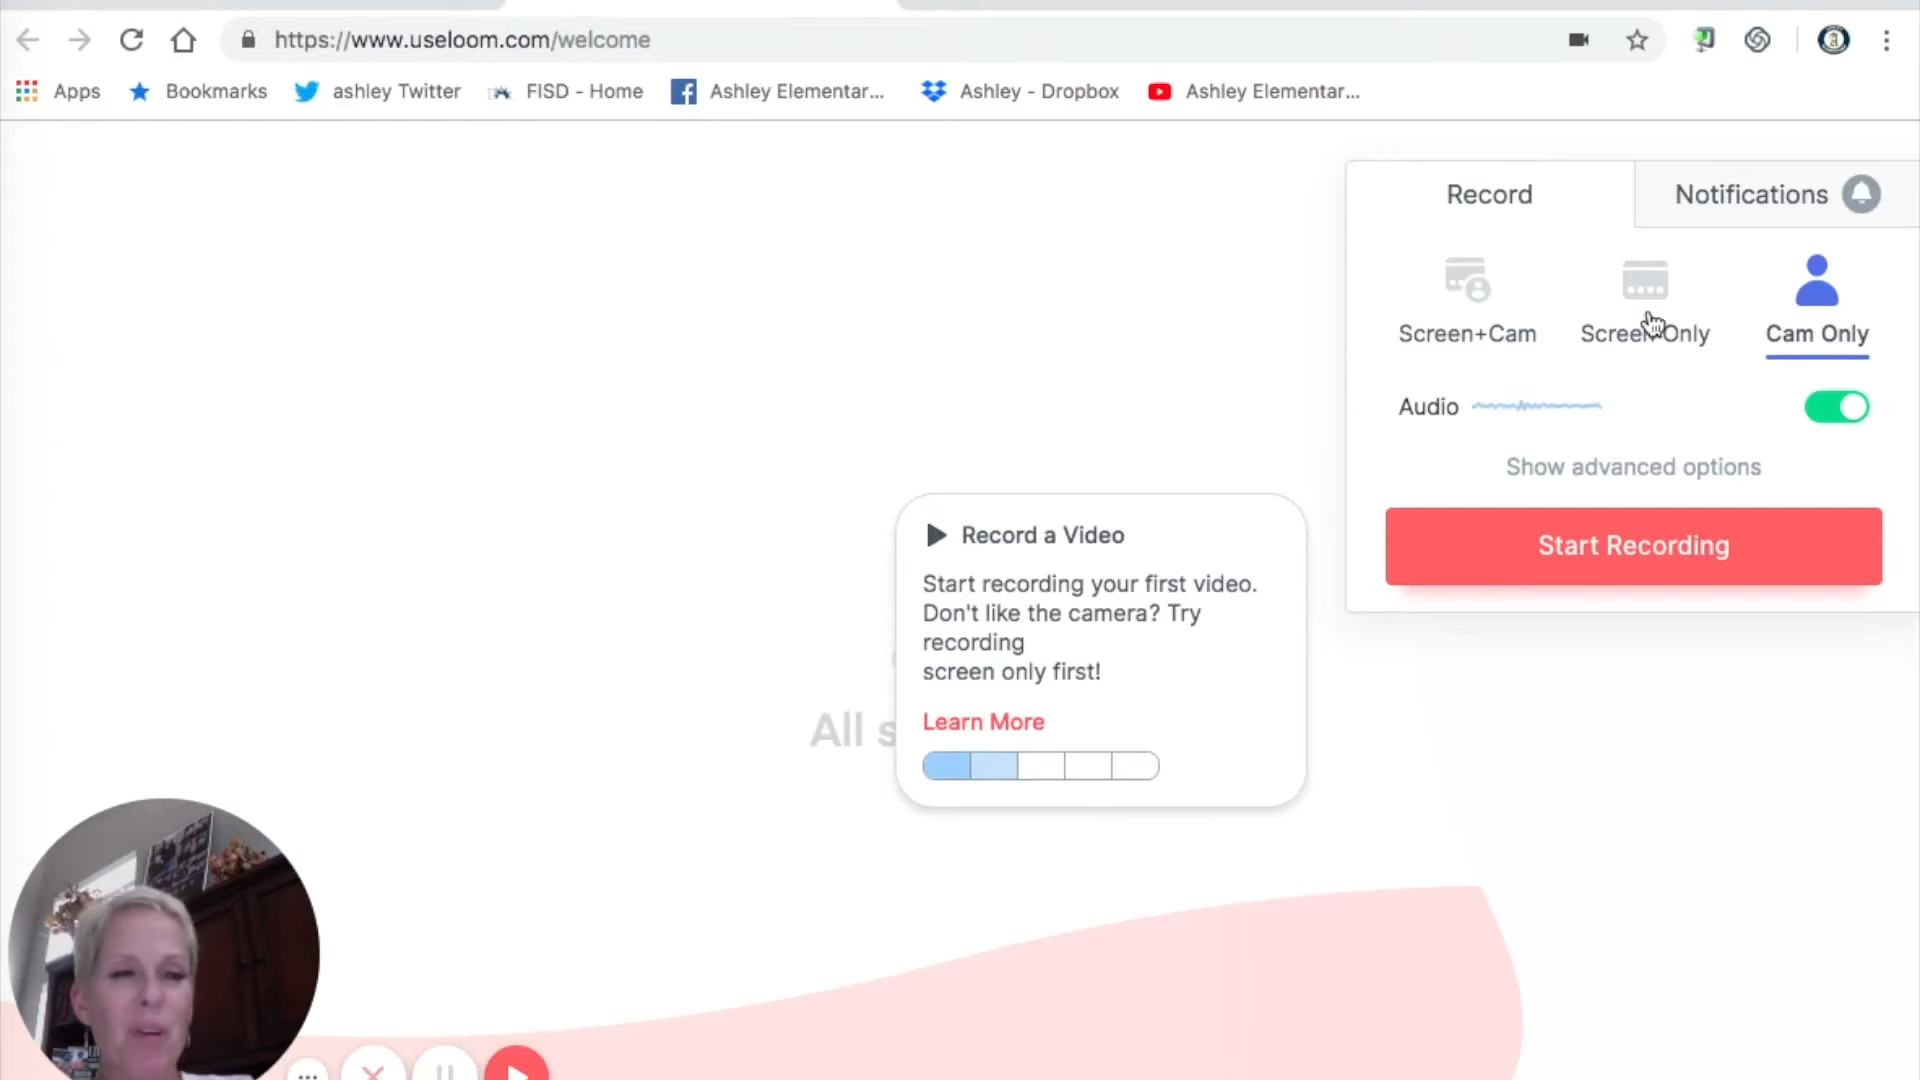 https://www.useloom.com/welcome
Apps Bookmarks ashley Twitter FISD - Home Ashley Elementar... Ashley - Dropbox Ashley Elementar...
Record Notifications
Screen+Cam Screen Only Cam Only
Audio
Show advanced options
Start Recording
Record a Video
Start recording your first video.
Don't like the camera? Try
recording
screen only first!
Learn More
All s